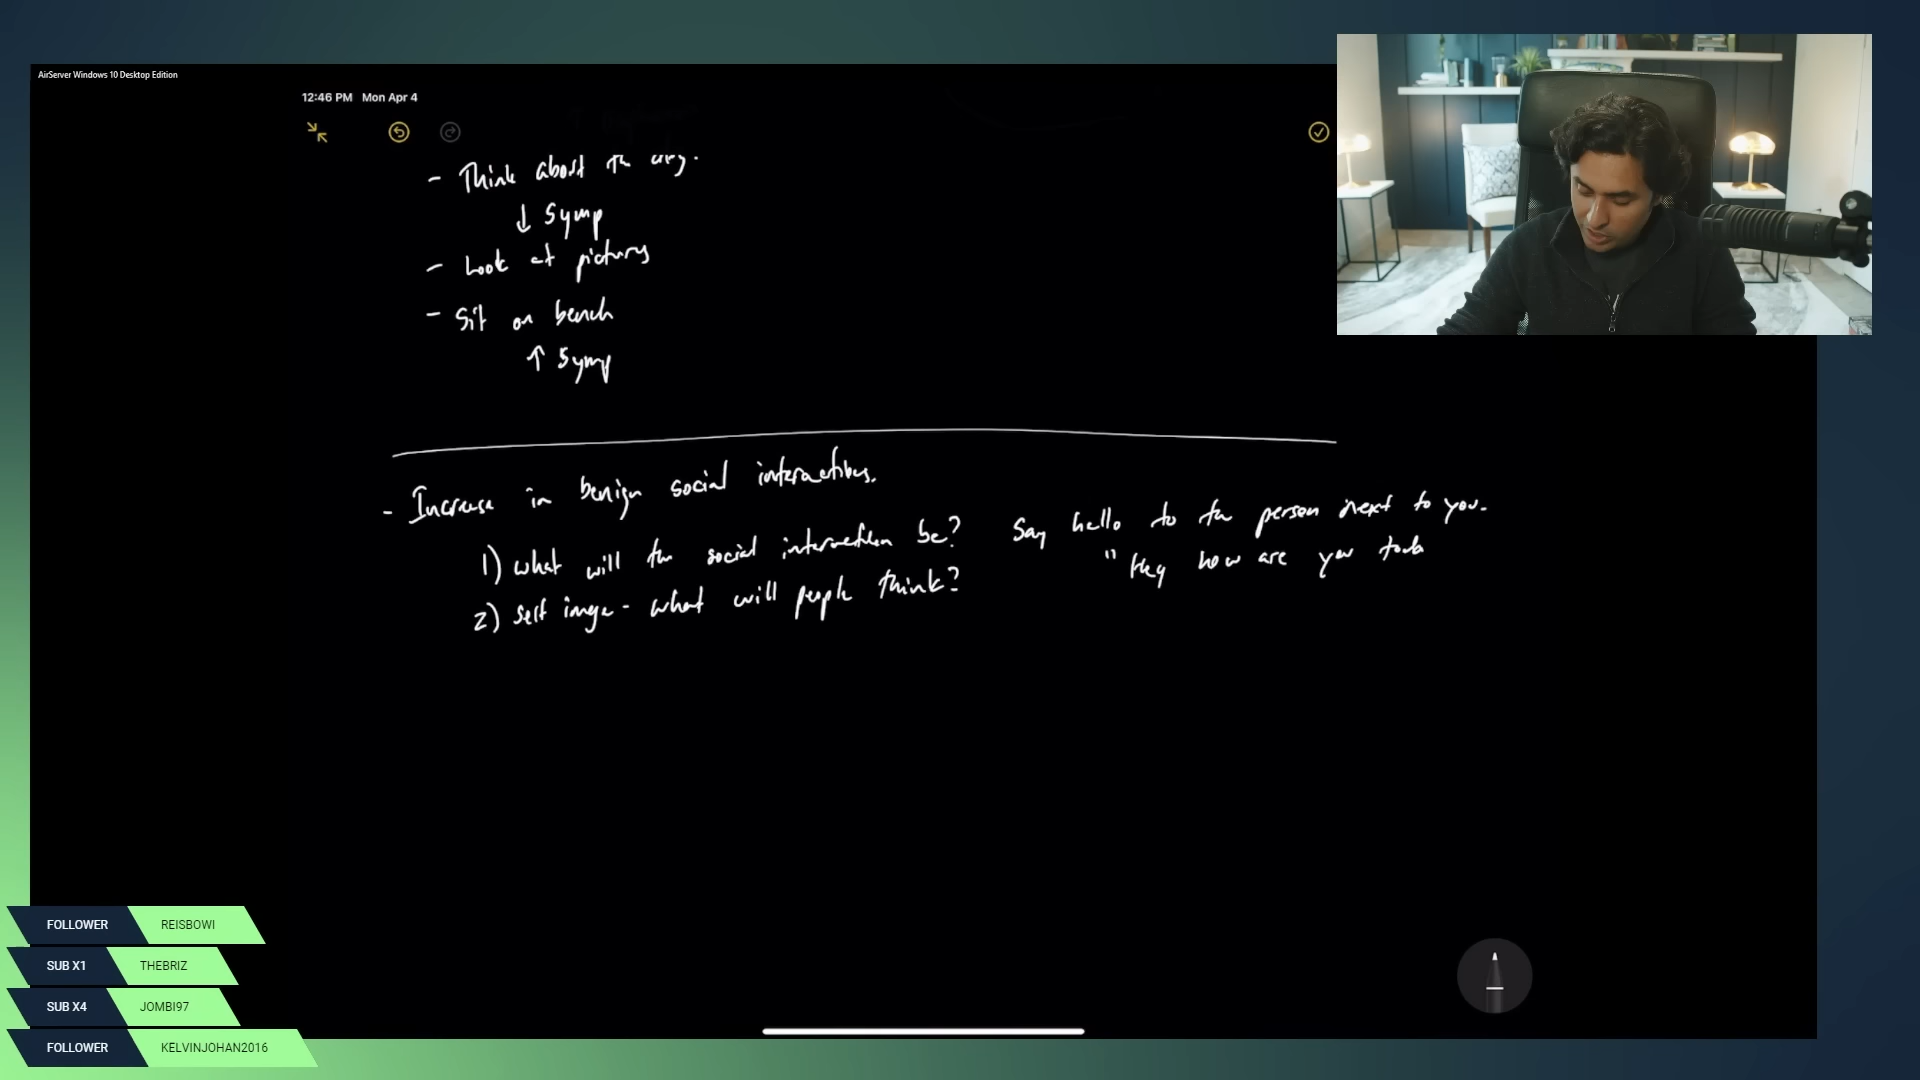 AirServer Windows 10 Desktop Edition
12:46 PM Mon Apr 4
- Think about the
↓ Symp
- Look at pictures
- Sit on bench
↑ Symp
- Increase in benign social interactions.
1) what will the social interaction be? Say hello to the person next to you.
" Hey how are you toda
2) self image - what will people think?
FOLLOWER REISBOWI
SUB X1 THEBRIZ
SUB X4 JOMBI97
FOLLOWER KELVINJOHAN2016